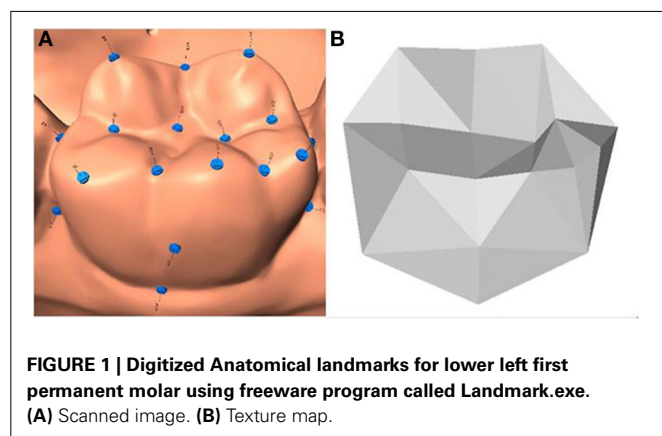 A
B
FIGURE 1 | Digitized Anatomical landmarks for lower left first
permanent molar using freeware program called Landmark.exe.
(A) Scanned image. (B) Texture map.